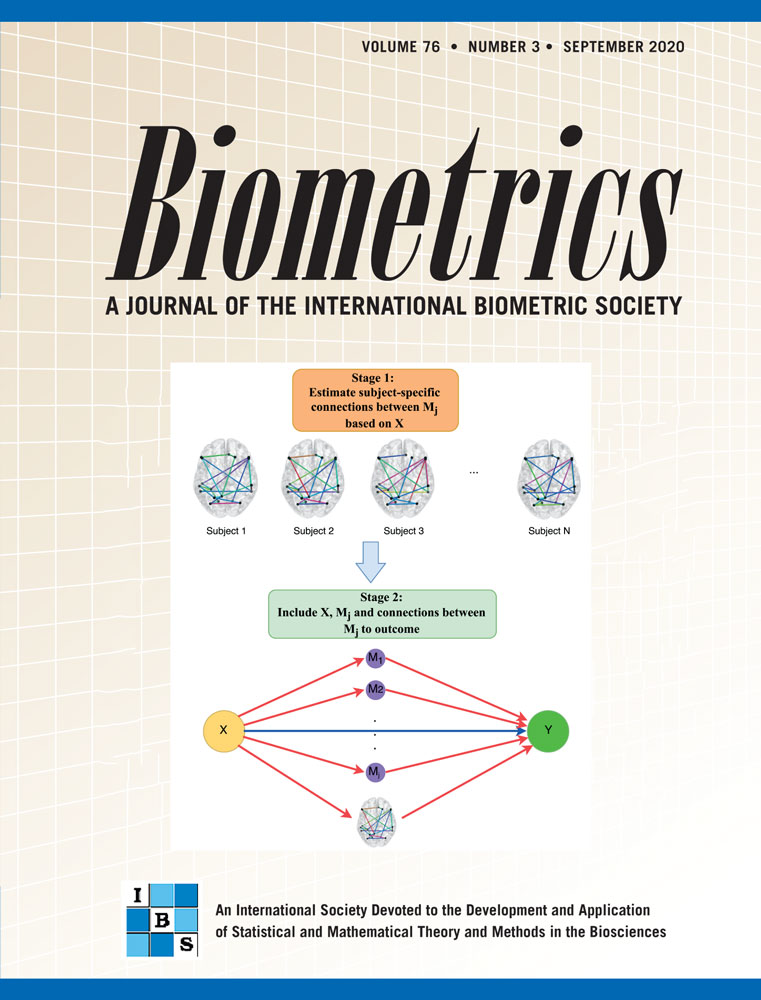 VOLUME 76 • NUMBER 3 • SEPTEMBER 2020
Biometrics
A JOURNAL OF THE INTERNATIONAL BIOMETRIC SOCIETY
Stage 1:
Estimate subject-specific
connections between Mj
based on X
...
Subject 1 Subject 2 Subject 3 Subject N
Stage 2:
Include X, Mj and connections between
Mj to outcome
M1
M2
X
Y
Mj
I
B
S
An International Society Devoted to the Development and Application
of Statistical and Mathematical Theory and Methods in the Biosciences